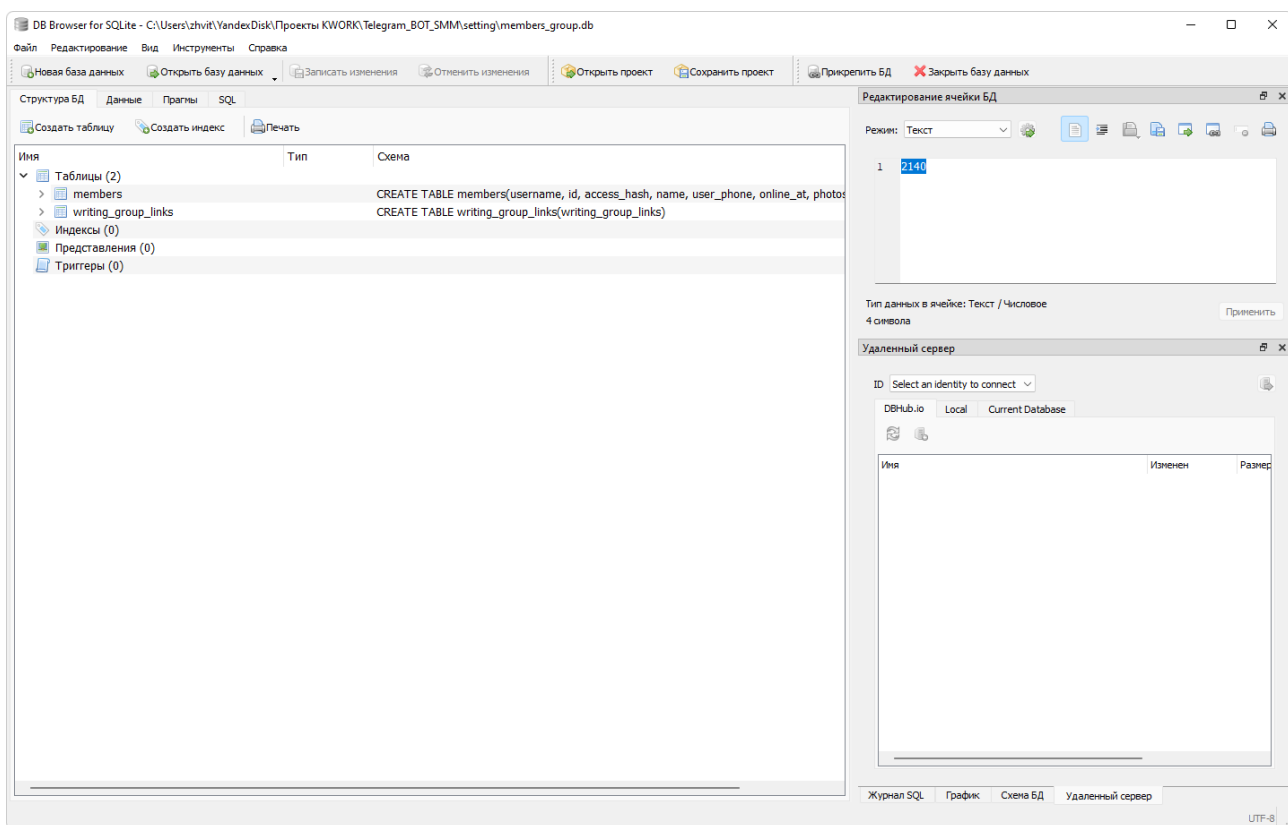 DB Browser for SQLite - C:\Users\zhvit\YandexDisk\Проекты KWORK\Telegram_BOT_SMM\setting\members_group.db
Файл Редактирование Вид Инструменты Справка
Новая база данных Открыть базу данных Записать изменения Отменить изменения Открыть проект Сохранить проект Прикрепить БД Закрыть базу данных
Структура БД Данные Прагмы SQL
Создать таблицу Создать индекс Печать
Имя Тип Схема
Таблицы (2)
members CREATE TABLE members(username, id, access_hash, name, user_phone, online_at, photos
writing_group_links CREATE TABLE writing_group_links(writing_group_links)
Индексы (0)
Представления (0)
Триггеры (0)
Редактирование ячейки БД
Режим: Текст
1 2140
Тип данных в ячейке: Текст / Числовое
4 символа
Применить
Удаленный сервер
ID Select an identity to connect
DBHub.io Local Current Database
Имя Изменен Размер
Журнал SQL График Схема БД Удаленный сервер
UTF-8